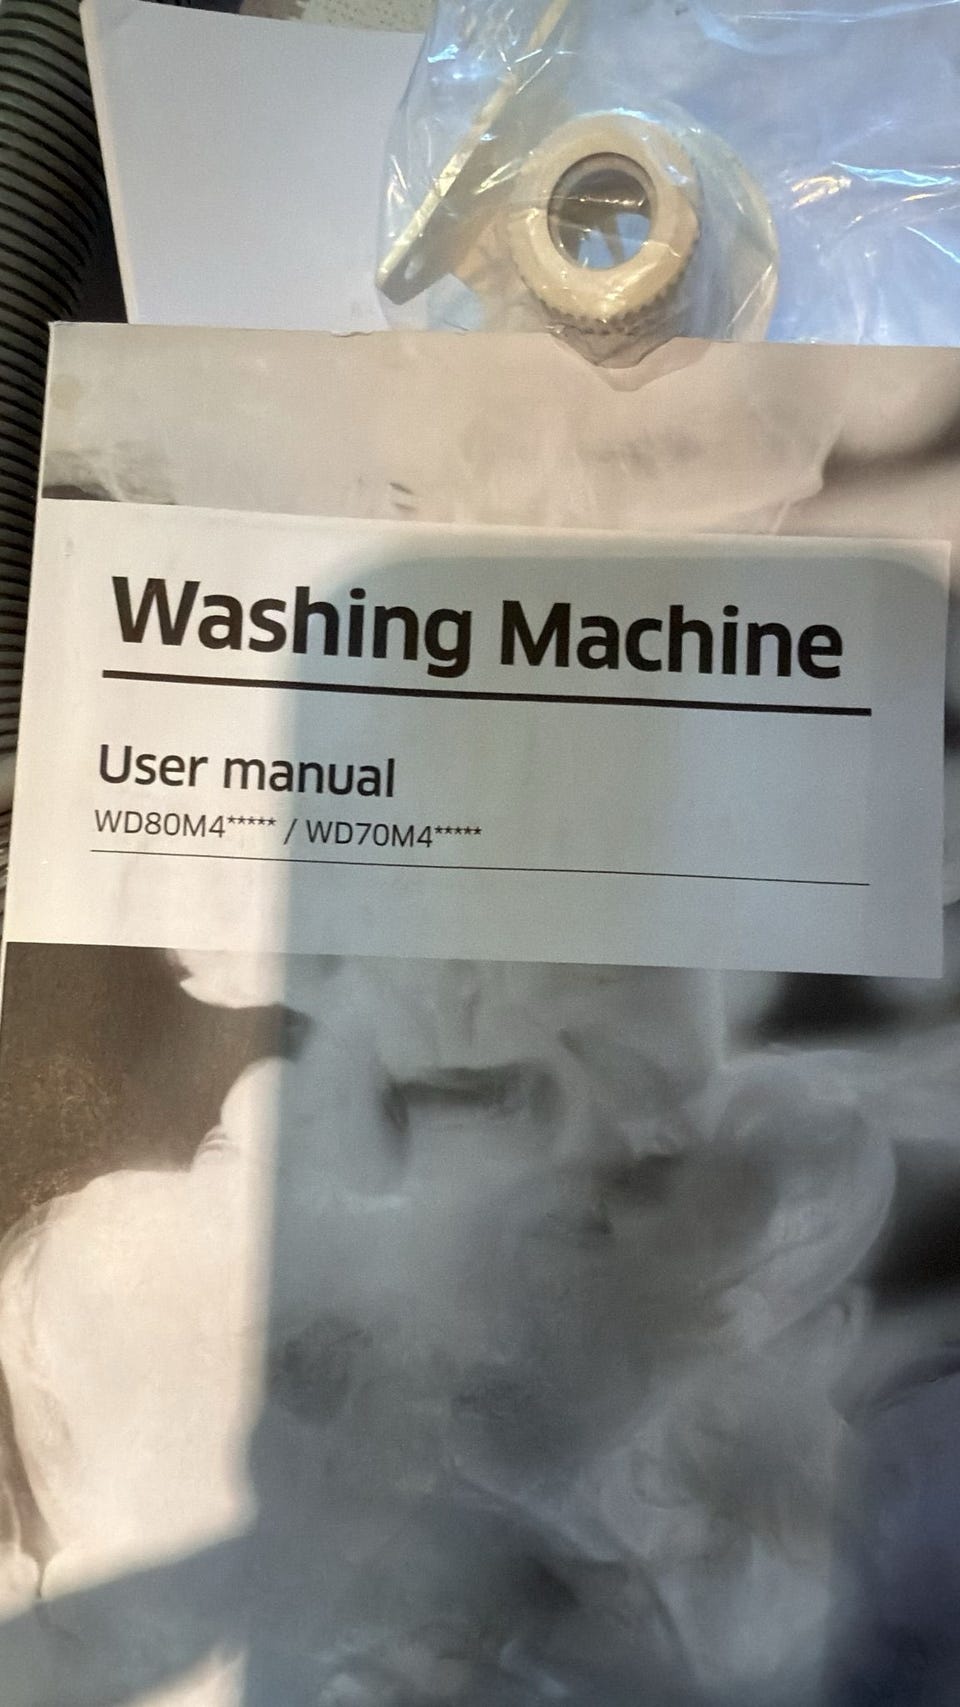 Washing Machine
User manual
WD80M4***** / WD70M4*****